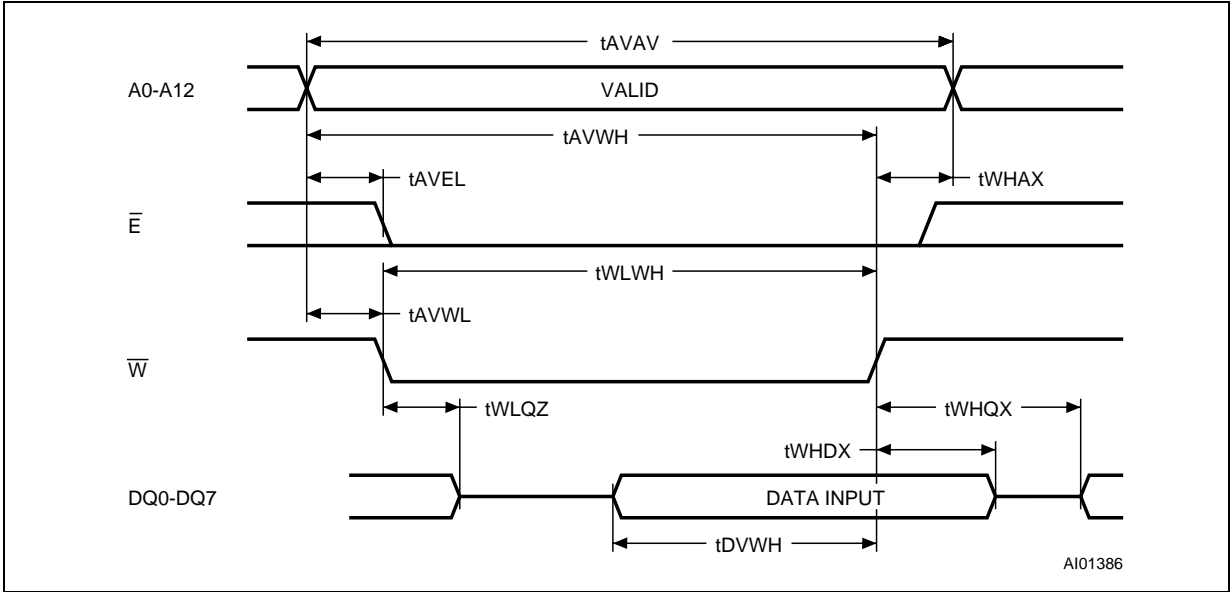 tAVAV
A0-A12
VALID
tAVWH
tAVEL
tWHAX
E̅
tWLWH
tAVWL
W̅
tWLQZ
tWHQX
tWHDX
DQ0-DQ7
DATA INPUT
tDVWH
AI01386